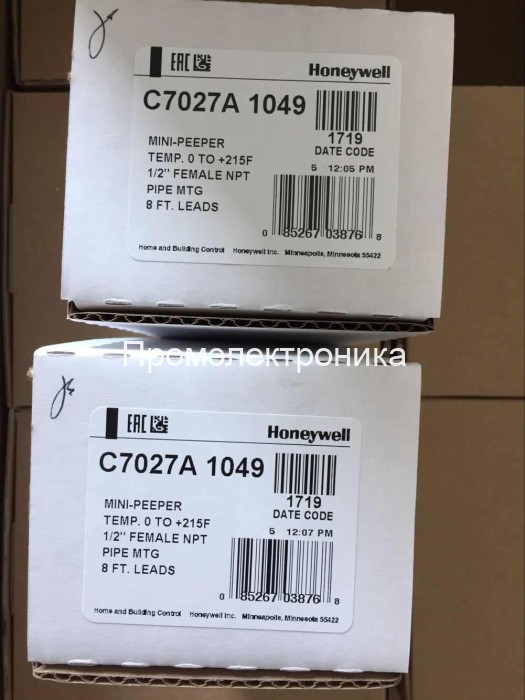 EAC
Honeywell
C7027A 1049
1719
DATE CODE
MINI-PEEPER
TEMP. 0 TO +215F
1/2" FEMALE NPT
PIPE MTG
8 FT. LEADS
5 12:05 PM
0 85267 03876 8
Home and Building Control Honeywell Inc. Minneapolis, Minnesota 55422
Промэлектроника
EAC
Honeywell
C7027A 1049
1719
DATE CODE
MINI-PEEPER
TEMP. 0 TO +215F
1/2" FEMALE NPT
PIPE MTG
8 FT. LEADS
5 12:07 PM
0 85267 03876 8
Home and Building Control Honeywell Inc. Minneapolis, Minnesota 55422